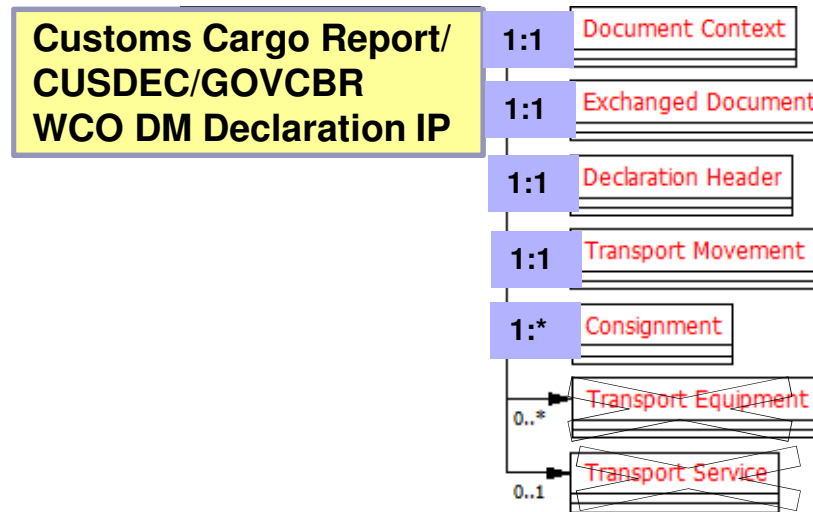 Customs Cargo Report/
CUSDEC/GOVCBR
WCO DM Declaration IP
1:1 Document Context
1:1 Exchanged Document
1:1 Declaration Header
1:1 Transport Movement
1:* Consignment
0..* Transport Equipment
0..1 Transport Service